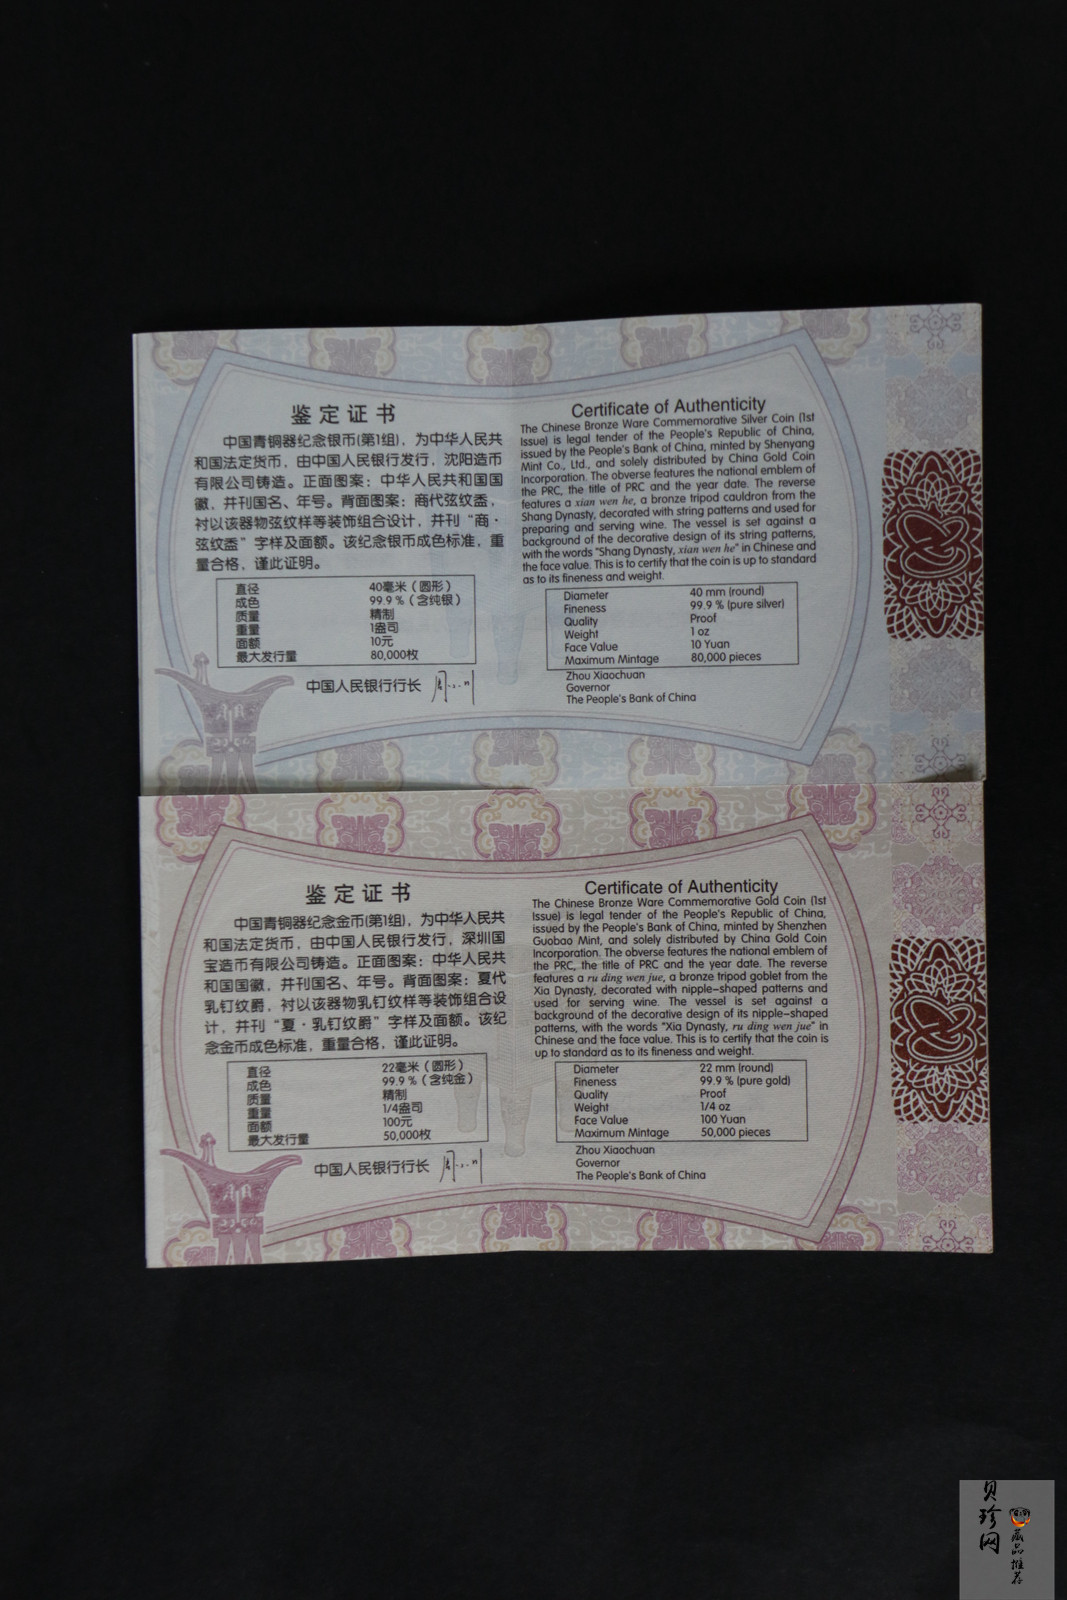 鉴定证书
中国青铜器纪念银币(第1组)，为中华人民共
和国法定货币，由中国人民银行发行，沈阳造币
有限公司铸造。正面图案：中华人民共和国国
徽，并刊国名、年号。背面图案：商代弦纹盉，
衬以该器物弦纹样等装饰组合设计，并刊“商·
弦纹盉”字样及面额。该纪念银币成色标准，重
量合格，谨此证明。
直径 40毫米（圆形）
成色 99.9％（含纯银）
质量 精制
重量 1盎司
面额 10元
最大发行量 80,000枚
中国人民银行行长
Certificate of Authenticity
The Chinese Bronze Ware Commemorative Silver Coin (1st
Issue) is legal tender of the People's Republic of China,
issued by the People's Bank of China, minted by Shenyang
Mint Co., Ltd., and solely distributed by China Gold Coin
Incorporation. The obverse features the national emblem of
the PRC, the title of PRC and the year date. The reverse
features a xian wen he, a bronze tripod cauldron from the
Shang Dynasty, decorated with string patterns and used for
preparing and serving wine. The vessel is set against a
background of the decorative design of its string patterns,
with the words "Shang Dynasty, xian wen he" in Chinese and
the face value. This is to certify that the coin is up to standard
as to its fineness and weight.
Diameter 40 mm (round)
Fineness 99.9 % (pure silver)
Quality Proof
Weight 1 oz
Face Value 10 Yuan
Maximum Mintage 80,000 pieces
Zhou Xiaochuan
Governor
The People's Bank of China
鉴定证书
中国青铜器纪念金币(第1组)，为中华人民共
和国法定货币，由中国人民银行发行，深圳国
宝造币有限公司铸造。正面图案：中华人民共
和国国徽，并刊国名、年号。背面图案：夏代
乳钉纹爵，衬以该器物乳钉纹样等装饰组合设
计，并刊“夏·乳钉纹爵”字样及面额。该纪
念金币成色标准，重量合格，谨此证明。
直径 22毫米（圆形）
成色 99.9％（含纯金）
质量 精制
重量 1/4盎司
面额 100元
最大发行量 50,000枚
中国人民银行行长
Certificate of Authenticity
The Chinese Bronze Ware Commemorative Gold Coin (1st
Issue) is legal tender of the People's Republic of China,
issued by the People's Bank of China, minted by Shenzhen
Guobao Mint, and solely distributed by China Gold Coin
Incorporation. The obverse features the national emblem of
the PRC, the title of PRC and the year date. The reverse
features a ru ding wen jue, a bronze tripod goblet from the
Xia Dynasty, decorated with nipple-shaped patterns and
used for serving wine. The vessel is set against a
background of the decorative design of its nipple-shaped
patterns, with the words "Xia Dynasty, ru ding wen jue" in
Chinese and the face value. This is to certify that the coin is
up to standard as to its fineness and weight.
Diameter 22 mm (round)
Fineness 99.9 % (pure gold)
Quality Proof
Weight 1/4 oz
Face Value 100 Yuan
Maximum Mintage 50,000 pieces
Zhou Xiaochuan
Governor
The People's Bank of China
贝珍网
藏品推荐